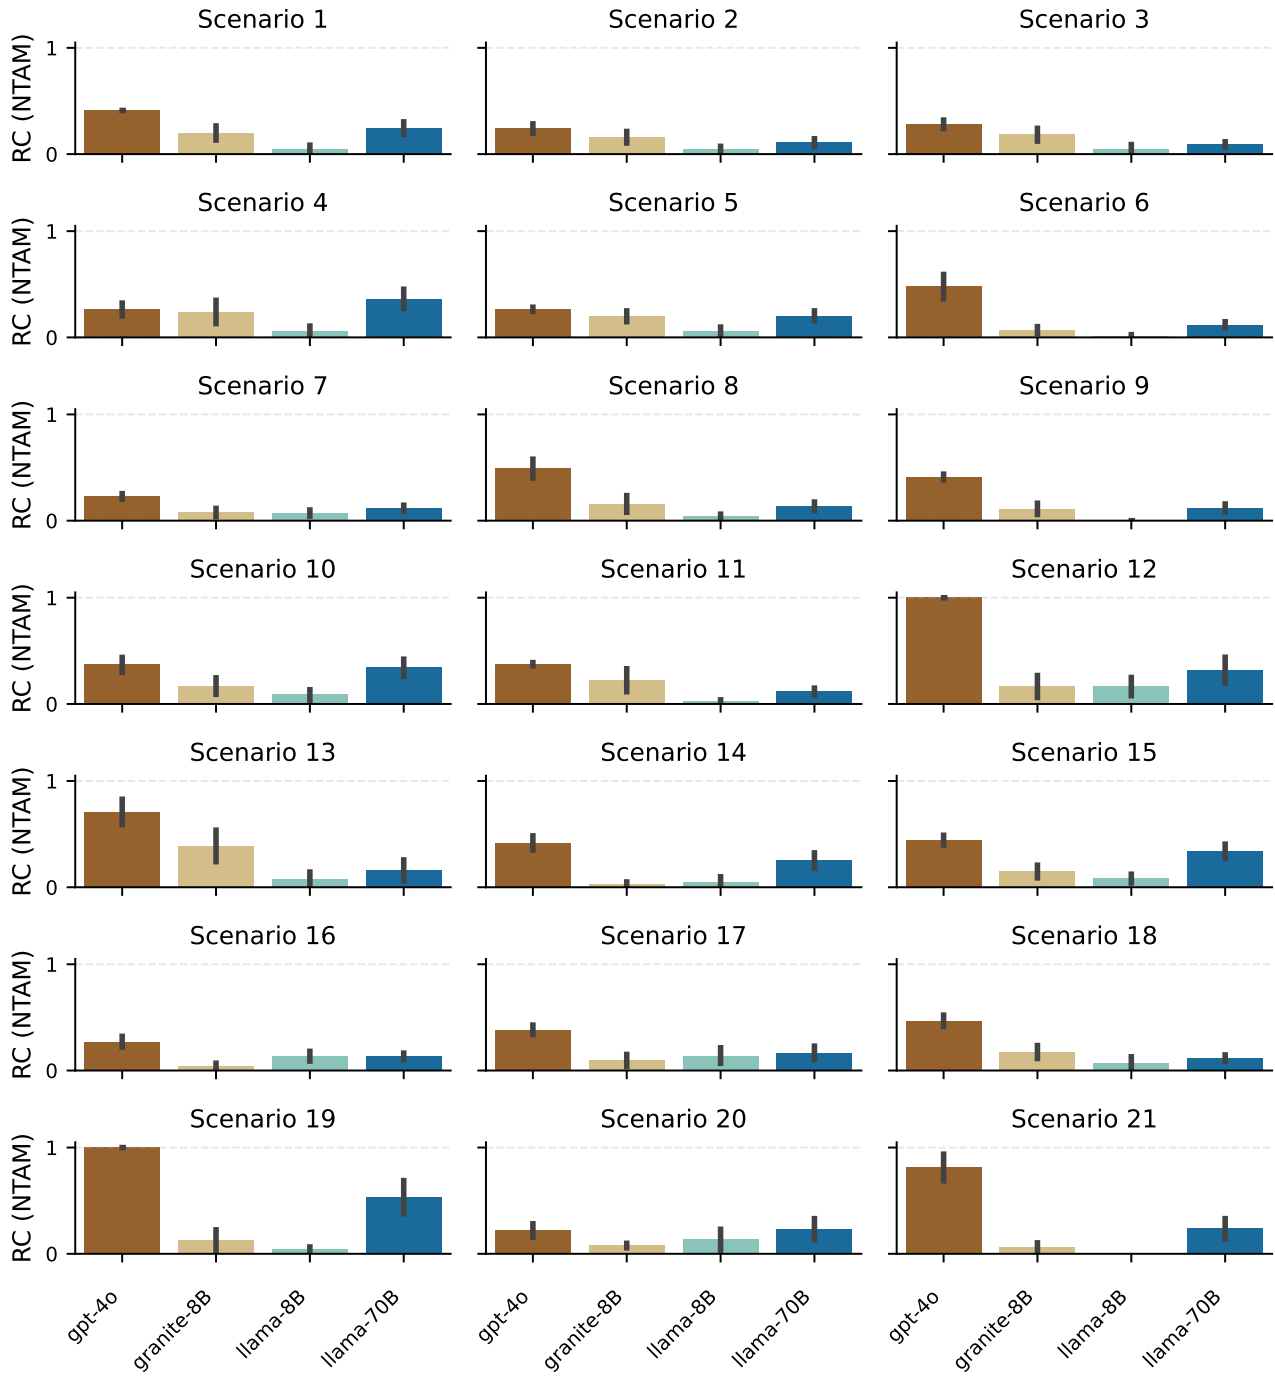 Scenario 1
Scenario 2
Scenario 3
RC (NTAM)
1
0
Scenario 4
Scenario 5
Scenario 6
RC (NTAM)
1
0
Scenario 7
Scenario 8
Scenario 9
RC (NTAM)
1
0
Scenario 10
Scenario 11
Scenario 12
RC (NTAM)
1
0
Scenario 13
Scenario 14
Scenario 15
RC (NTAM)
1
0
Scenario 16
Scenario 17
Scenario 18
RC (NTAM)
1
0
Scenario 19
Scenario 20
Scenario 21
RC (NTAM)
1
0
gpt-4o
granite-8B
llama-8B
llama-70B
gpt-4o
granite-8B
llama-8B
llama-70B
gpt-4o
granite-8B
llama-8B
llama-70B